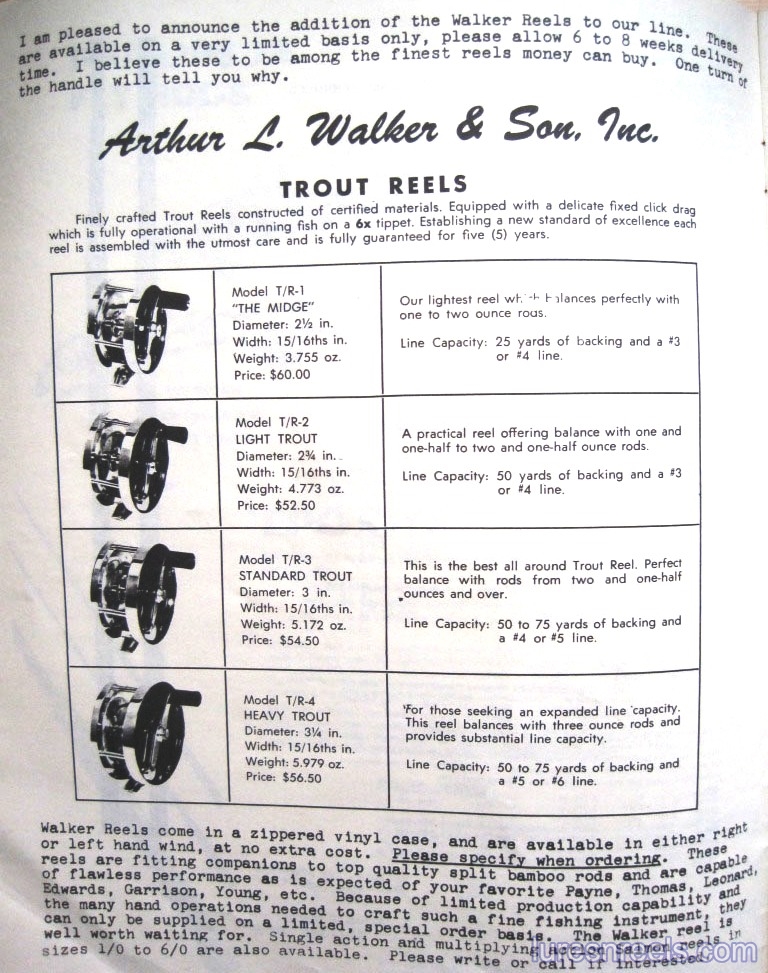 I am pleased to announce the addition of the Walker Reels to our line. These
are available on a very limited basis only, please allow 6 to 8 weeks delivery
time. I believe these to be among the finest reels money can buy. One turn of
the handle will tell you why.
Arthur L. Walker & Son, Inc.
TROUT REELS
Finely crafted Trout Reels constructed of certified materials. Equipped with a delicate fixed click drag
which is fully operational with a running fish on a 6x tippet. Establishing a new standard of excellence each
reel is assembled with the utmost care and is fully guaranteed for five (5) years.
Model T/R-1
"THE MIDGE"
Diameter: 2½ in.
Width: 15/16ths in.
Weight: 3.755 oz.
Price: $60.00
Our lightest reel which balances perfectly with
one to two ounce rods.
Line Capacity: 25 yards of backing and a #3
or #4 line.
Model T/R-2
LIGHT TROUT
Diameter: 2¾ in.
Width: 15/16ths in.
Weight: 4.773 oz.
Price: $52.50
A practical reel offering balance with one and
one-half to two and one-half ounce rods.
Line Capacity: 50 yards of backing and a #3
or #4 line.
Model T/R-3
STANDARD TROUT
Diameter: 3 in.
Width: 15/16ths in.
Weight: 5.172 oz.
Price: $54.50
This is the best all around Trout Reel. Perfect
balance with rods from two and one-half
ounces and over.
Line Capacity: 50 to 75 yards of backing and
a #4 or #5 line.
Model T/R-4
HEAVY TROUT
Diameter: 3¼ in.
Width: 15/16ths in.
Weight: 5.979 oz.
Price: $56.50
For those seeking an expanded line capacity.
This reel balances with three ounce rods and
provides substantial line capacity.
Line Capacity: 50 to 75 yards of backing and
a #5 or #6 line.
Walker Reels come in a zippered vinyl case, and are available in either right
or left hand wind, at no extra cost. Please specify when ordering. These
reels are fitting companions to top quality split bamboo rods and are capable
of flawless performance as is expected of your favorite Payne, Thomas, Leonard,
Edwards, Garrison, Young, etc. Because of limited production capability and
the many hand operations needed to craft such a fine fishing instrument, they
can only be supplied on a limited, special order basis. The Walker reel is
well worth waiting for. Single action and multiplying salmon reels in
sizes 1/0 to 6/0 are also available. Please write or call if interested